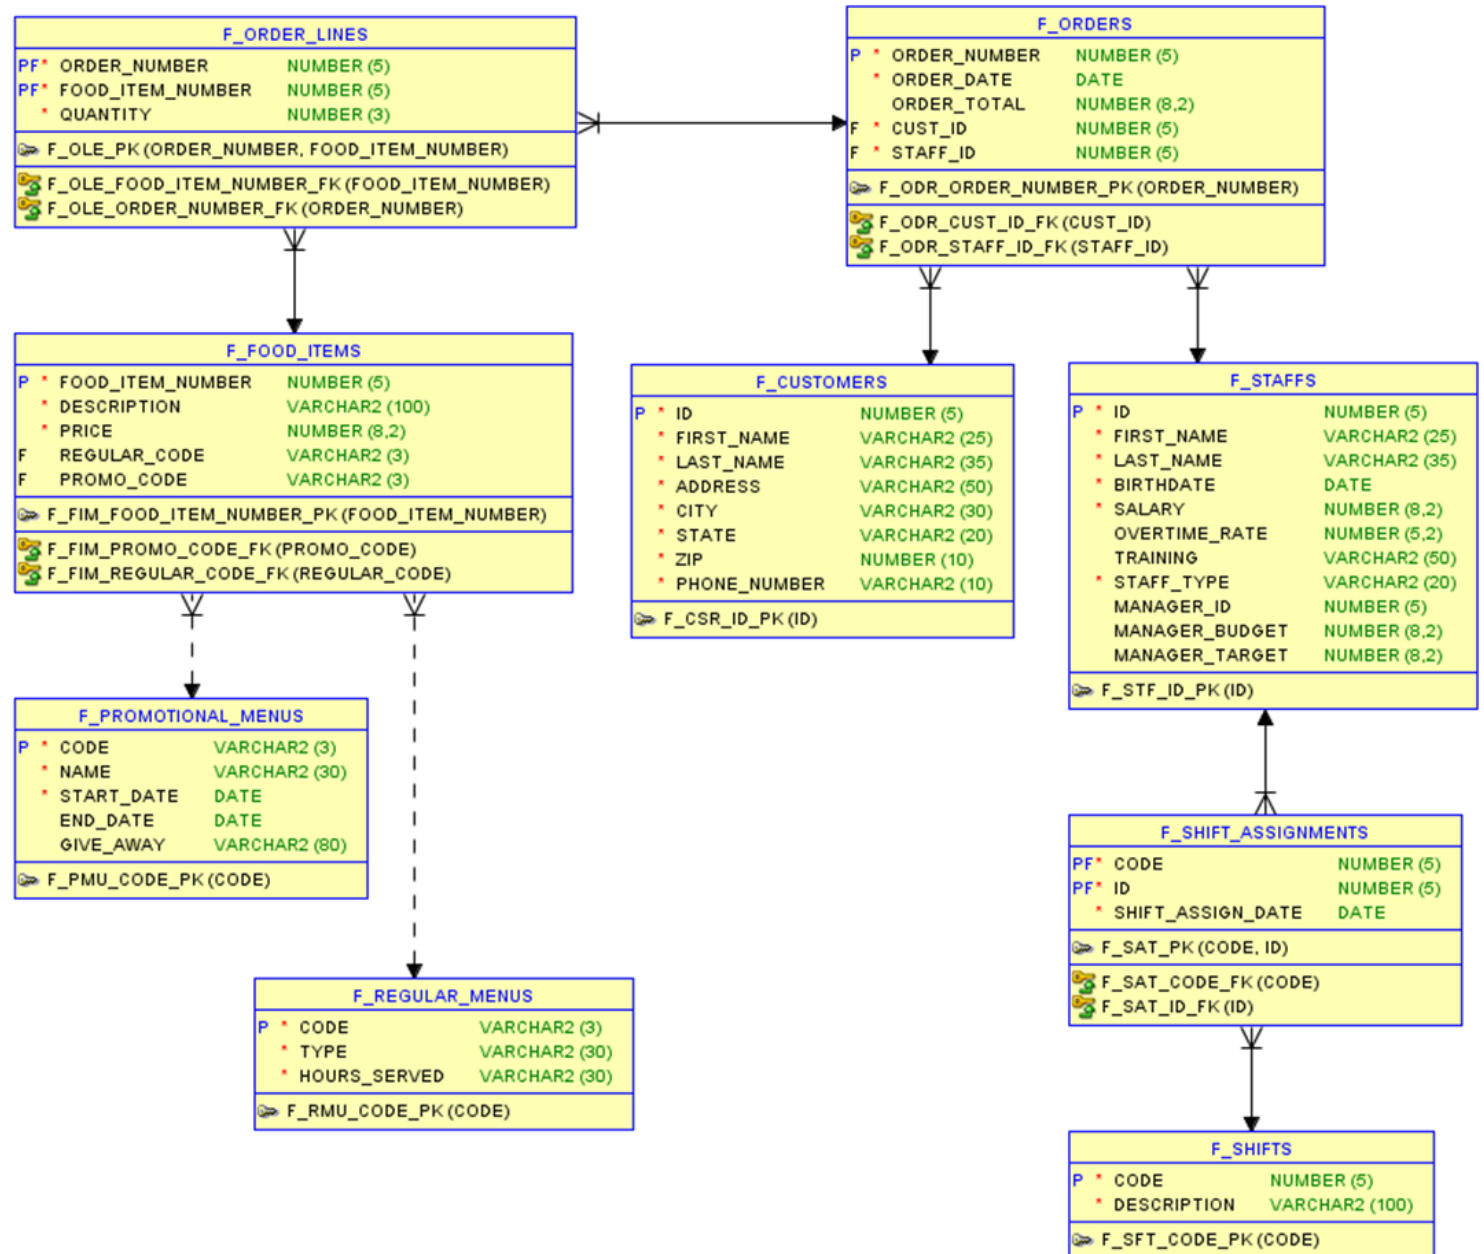 F_ORDER_LINES
PF* ORDER_NUMBER NUMBER (5)
PF* FOOD_ITEM_NUMBER NUMBER (5)
* QUANTITY NUMBER (3)
F_OLE_PK (ORDER_NUMBER, FOOD_ITEM_NUMBER)
F_OLE_FOOD_ITEM_NUMBER_FK (FOOD_ITEM_NUMBER)
F_OLE_ORDER_NUMBER_FK (ORDER_NUMBER)
F_ORDERS
P * ORDER_NUMBER NUMBER (5)
* ORDER_DATE DATE
ORDER_TOTAL NUMBER (8,2)
F * CUST_ID NUMBER (5)
F * STAFF_ID NUMBER (5)
F_ODR_ORDER_NUMBER_PK (ORDER_NUMBER)
F_ODR_CUST_ID_FK (CUST_ID)
F_ODR_STAFF_ID_FK (STAFF_ID)
F_FOOD_ITEMS
P * FOOD_ITEM_NUMBER NUMBER (5)
* DESCRIPTION VARCHAR2 (100)
* PRICE NUMBER (8,2)
F REGULAR_CODE VARCHAR2 (3)
F PROMO_CODE VARCHAR2 (3)
F_FIM_FOOD_ITEM_NUMBER_PK (FOOD_ITEM_NUMBER)
F_FIM_PROMO_CODE_FK (PROMO_CODE)
F_FIM_REGULAR_CODE_FK (REGULAR_CODE)
F_CUSTOMERS
P * ID NUMBER (5)
* FIRST_NAME VARCHAR2 (25)
* LAST_NAME VARCHAR2 (35)
* ADDRESS VARCHAR2 (50)
* CITY VARCHAR2 (30)
* STATE VARCHAR2 (20)
* ZIP NUMBER (10)
* PHONE_NUMBER VARCHAR2 (10)
F_CSR_ID_PK (ID)
F_STAFFS
P * ID NUMBER (5)
* FIRST_NAME VARCHAR2 (25)
* LAST_NAME VARCHAR2 (35)
* BIRTHDATE DATE
* SALARY NUMBER (8,2)
OVERTIME_RATE NUMBER (5,2)
TRAINING VARCHAR2 (50)
* STAFF_TYPE VARCHAR2 (20)
MANAGER_ID NUMBER (5)
MANAGER_BUDGET NUMBER (8,2)
MANAGER_TARGET NUMBER (8,2)
F_STF_ID_PK (ID)
F_PROMOTIONAL_MENUS
P * CODE VARCHAR2 (3)
* NAME VARCHAR2 (30)
* START_DATE DATE
END_DATE DATE
GIVE_AWAY VARCHAR2 (80)
F_PMU_CODE_PK (CODE)
F_REGULAR_MENUS
P * CODE VARCHAR2 (3)
* TYPE VARCHAR2 (30)
* HOURS_SERVED VARCHAR2 (30)
F_RMU_CODE_PK (CODE)
F_SHIFT_ASSIGNMENTS
PF* CODE NUMBER (5)
PF* ID NUMBER (5)
* SHIFT_ASSIGN_DATE DATE
F_SAT_PK (CODE, ID)
F_SAT_CODE_FK (CODE)
F_SAT_ID_FK (ID)
F_SHIFTS
P * CODE NUMBER (5)
* DESCRIPTION VARCHAR2 (100)
F_SFT_CODE_PK (CODE)